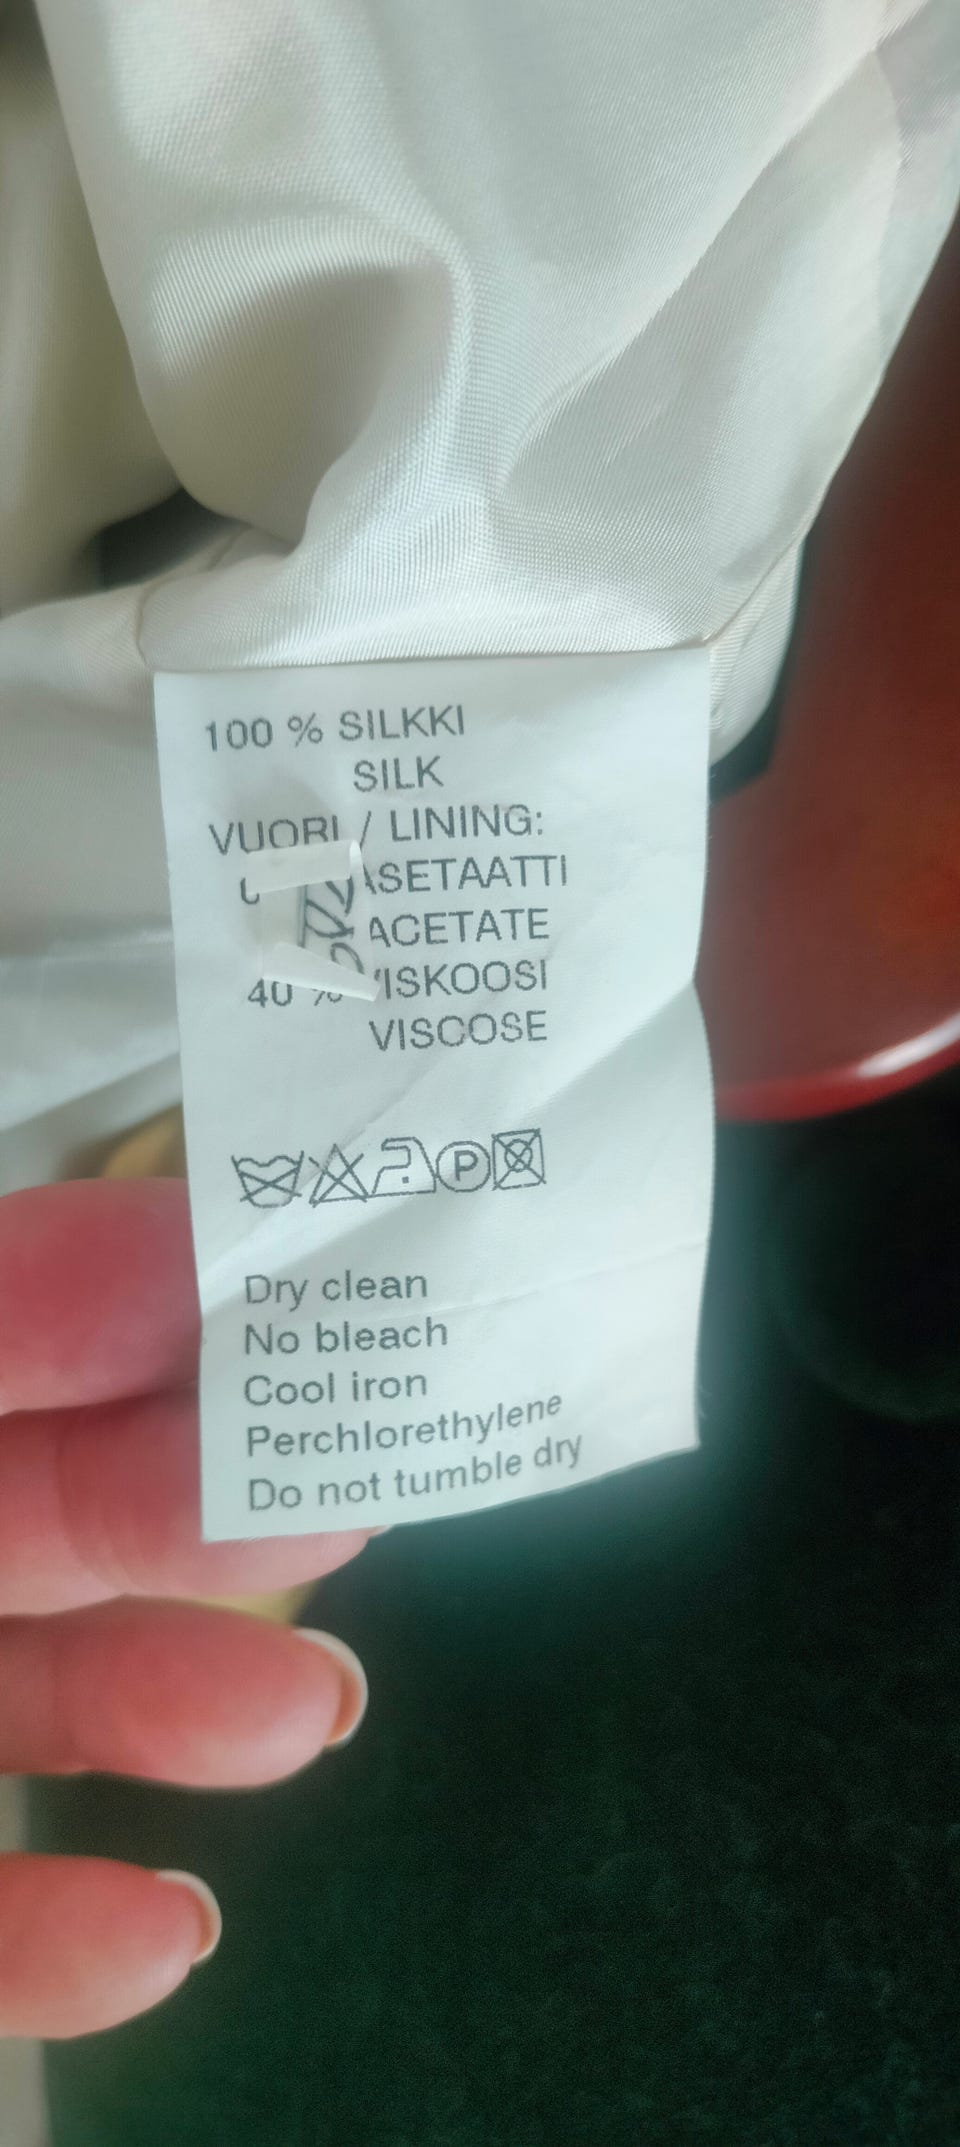 100 % SILKKI
SILK
VUORI / LINING:
ASETAATTI
ACETATE
40 % VISKOOSI
VISCOSE
P
Dry clean
No bleach
Cool iron
Perchlorethylene
Do not tumble dry